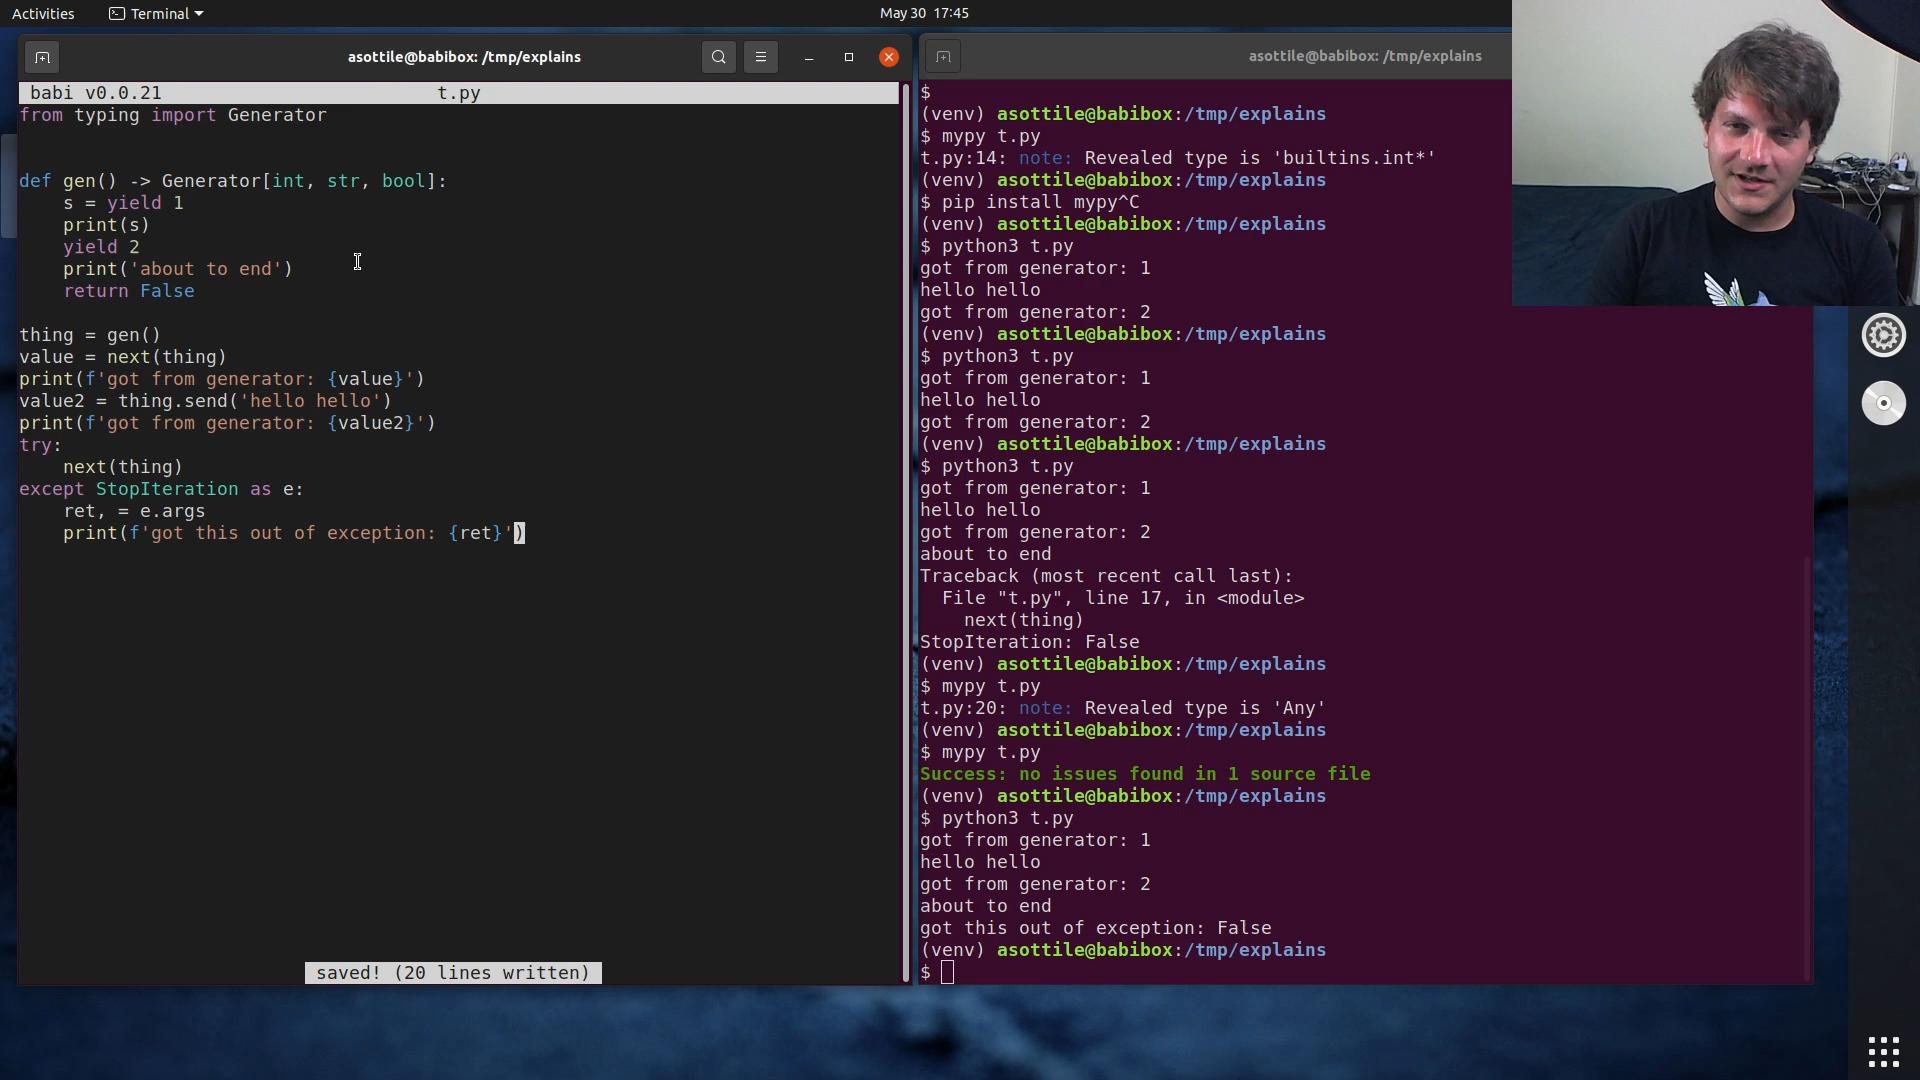 Activities
Terminal
May 30 17:45
asottile@babibox: /tmp/explains
babi v0.0.21 t.py
from typing import Generator
def gen() -> Generator[int, str, bool]:
    s = yield 1
    print(s)
    yield 2
    print('about to end')
    return False
thing = gen()
value = next(thing)
print(f'got from generator: {value}')
value2 = thing.send('hello hello')
print(f'got from generator: {value2}')
try:
    next(thing)
except StopIteration as e:
    ret, = e.args
    print(f'got this out of exception: {ret}')
saved! (20 lines written)
asottile@babibox: /tmp/explains
$
(venv) asottile@babibox:/tmp/explains
$ mypy t.py
t.py:14: note: Revealed type is 'builtins.int*'
(venv) asottile@babibox:/tmp/explains
$ pip install mypy^C
(venv) asottile@babibox:/tmp/explains
$ python3 t.py
got from generator: 1
hello hello
got from generator: 2
(venv) asottile@babibox:/tmp/explains
$ python3 t.py
got from generator: 1
hello hello
got from generator: 2
(venv) asottile@babibox:/tmp/explains
$ python3 t.py
got from generator: 1
hello hello
got from generator: 2
about to end
Traceback (most recent call last):
  File "t.py", line 17, in <module>
    next(thing)
StopIteration: False
(venv) asottile@babibox:/tmp/explains
$ mypy t.py
t.py:20: note: Revealed type is 'Any'
(venv) asottile@babibox:/tmp/explains
$ mypy t.py
Success: no issues found in 1 source file
(venv) asottile@babibox:/tmp/explains
$ python3 t.py
got from generator: 1
hello hello
got from generator: 2
about to end
got this out of exception: False
(venv) asottile@babibox:/tmp/explains
$